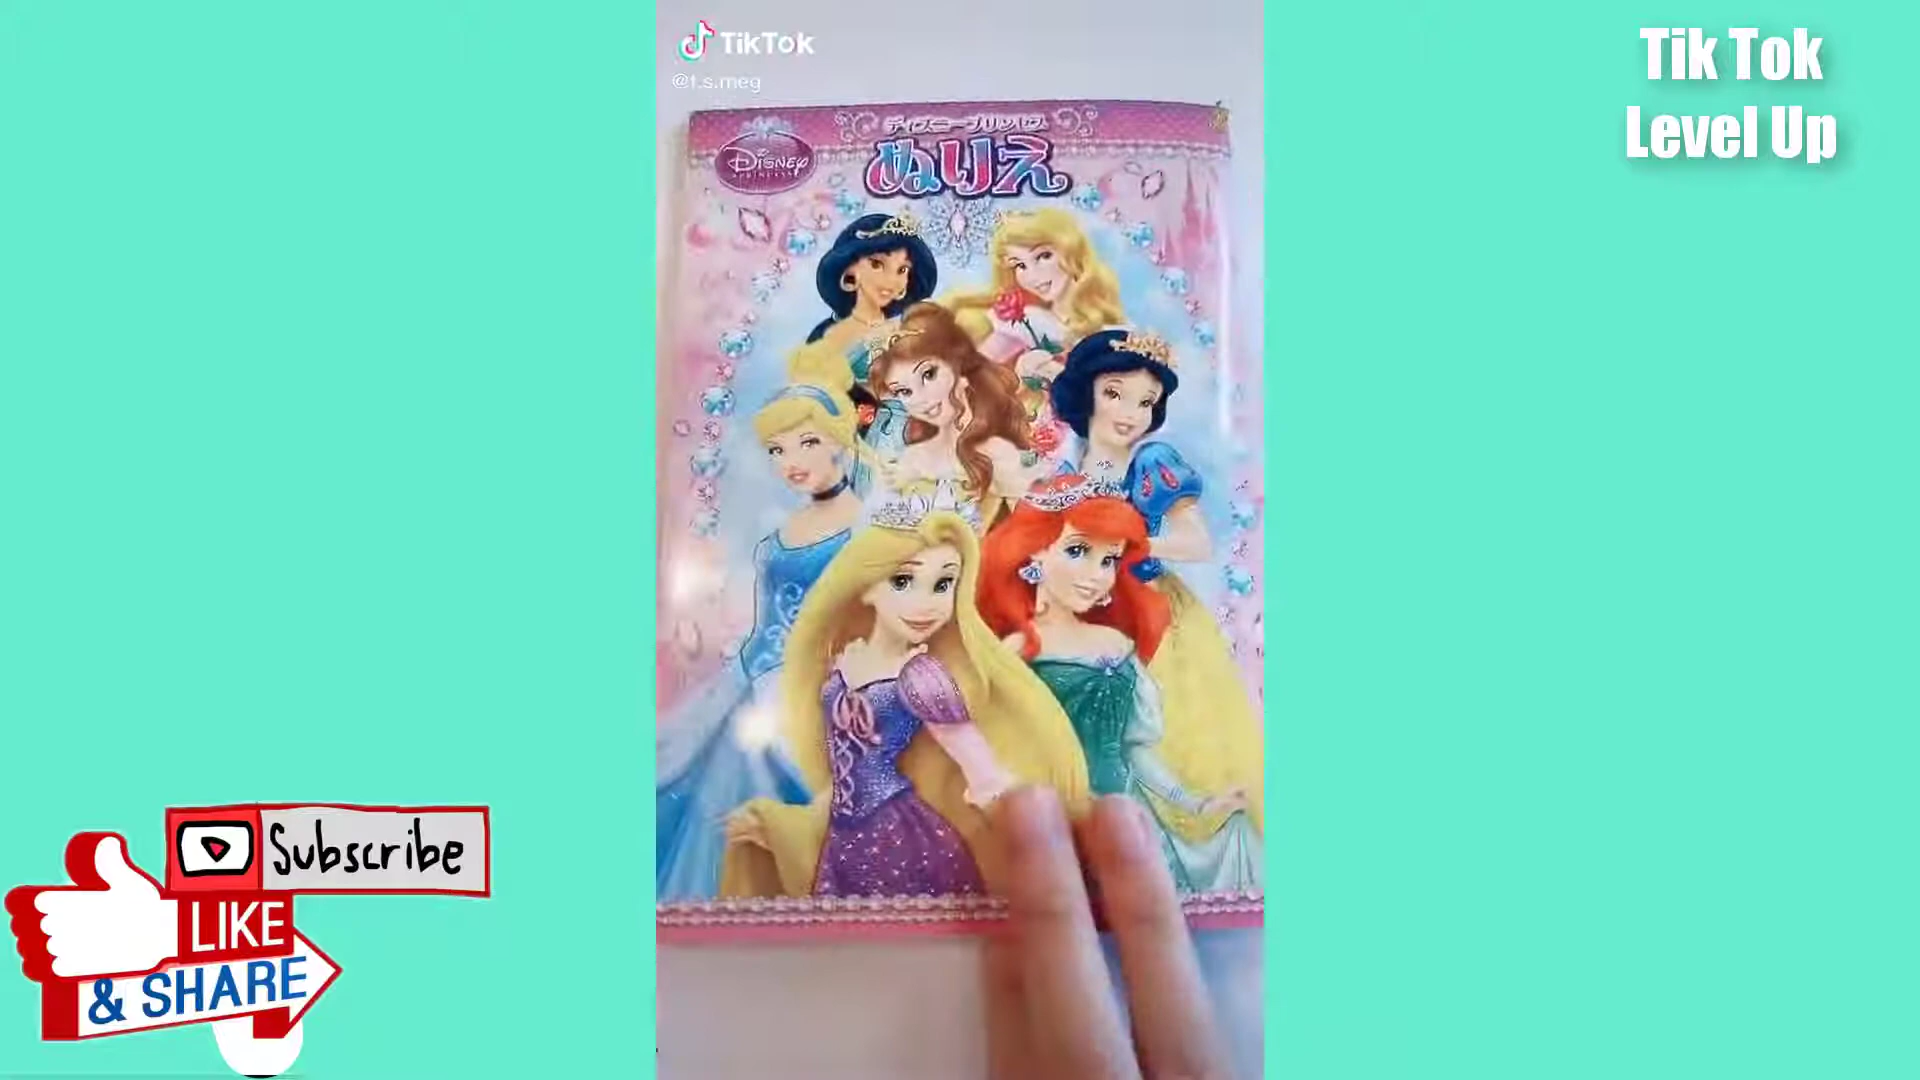 TikTok
@f.s.meg
Tik Tok
Level Up
ディズニープリンセス
ぬりえ
Disney
PRINCESS
Subscribe
LIKE
& SHARE